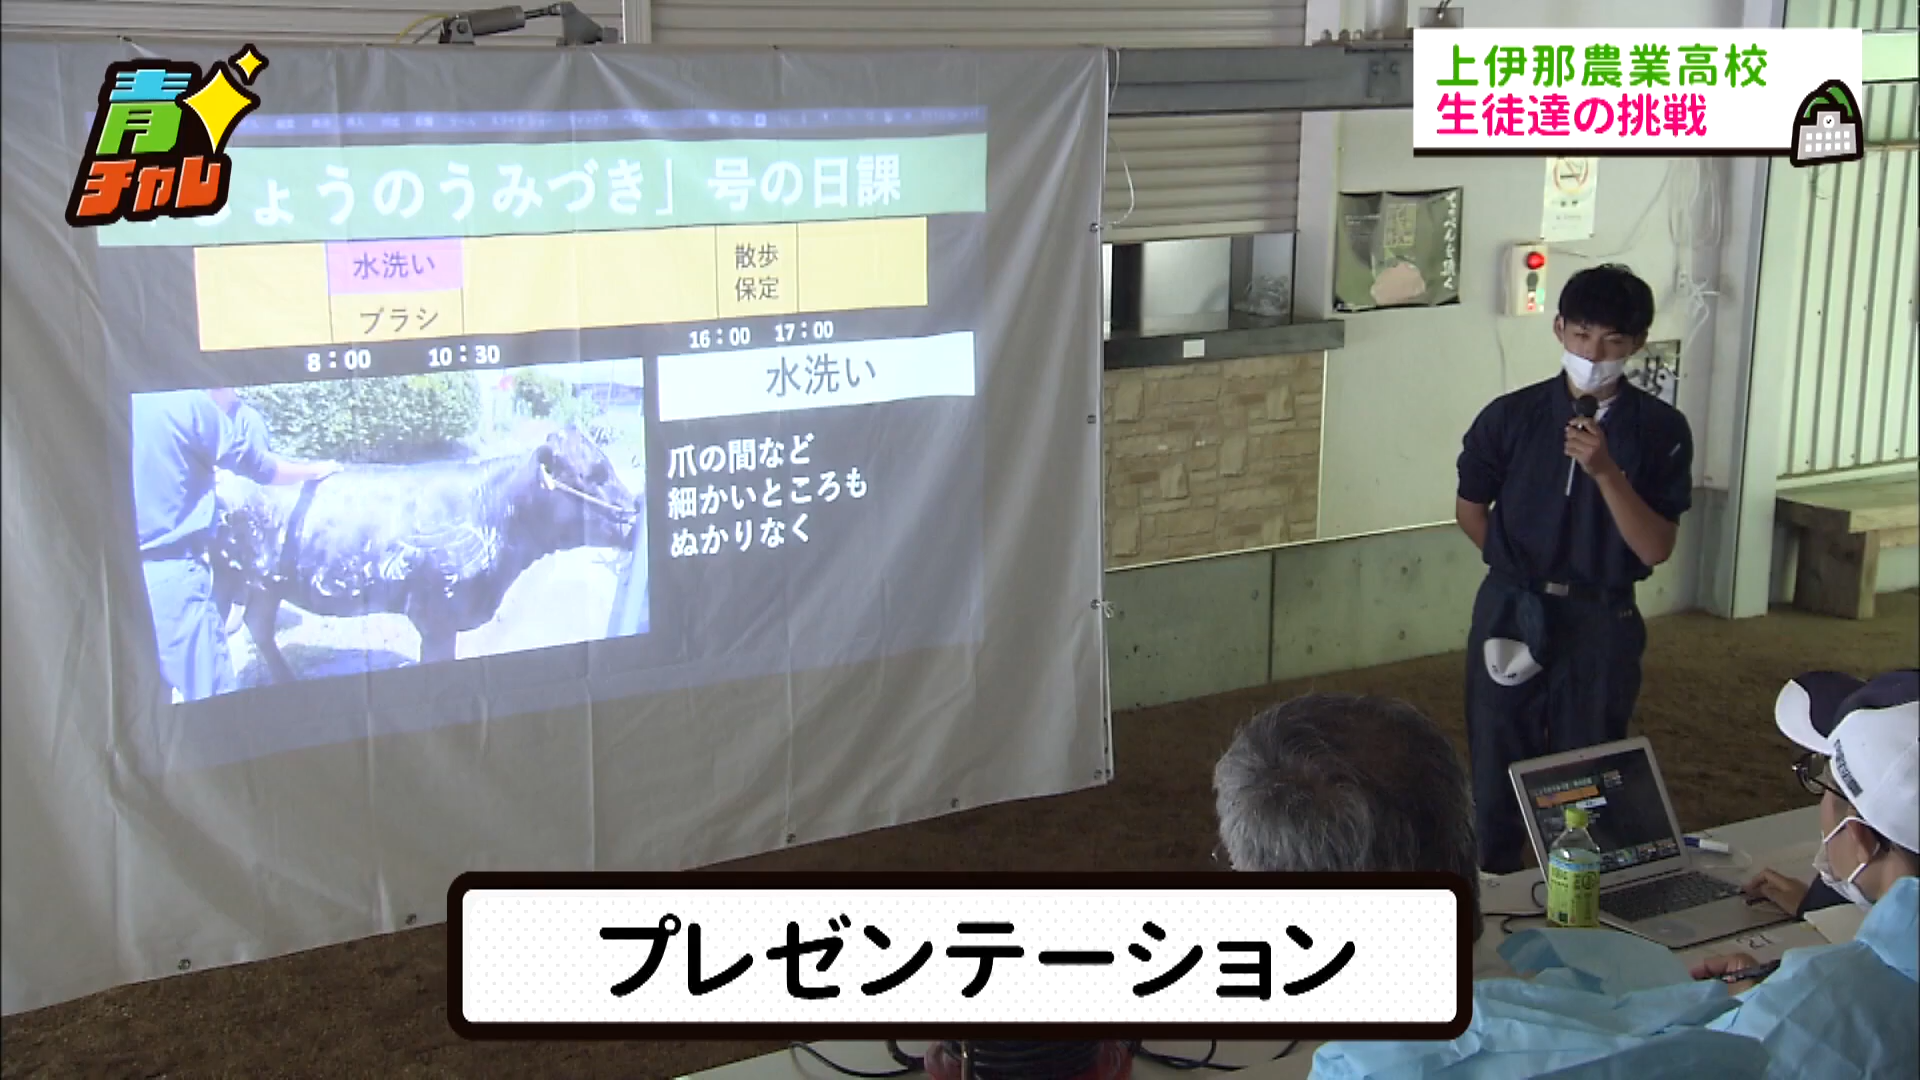 青チャレ
上伊那農業高校
生徒達の挑戦
ょうのうみづき」号の日課
水洗い
ブラシ
散歩
保定
8：00
10：30
16：00
17：00
水洗い
爪の間など
細かいところも
ぬかりなく
プレゼンテーション